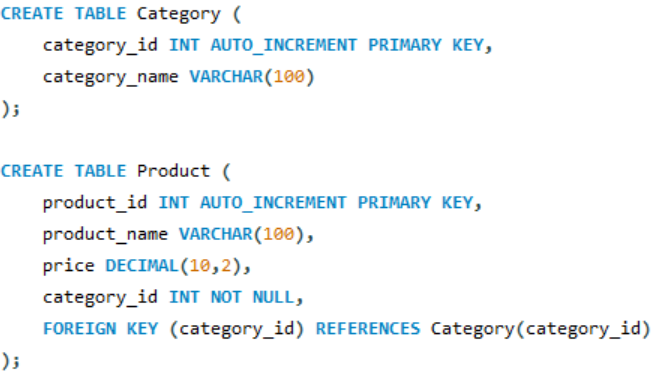 CREATE TABLE Category (
    category_id INT AUTO_INCREMENT PRIMARY KEY,
    category_name VARCHAR(100)
);

CREATE TABLE Product (
    product_id INT AUTO_INCREMENT PRIMARY KEY,
    product_name VARCHAR(100),
    price DECIMAL(10,2),
    category_id INT NOT NULL,
    FOREIGN KEY (category_id) REFERENCES Category(category_id)
);